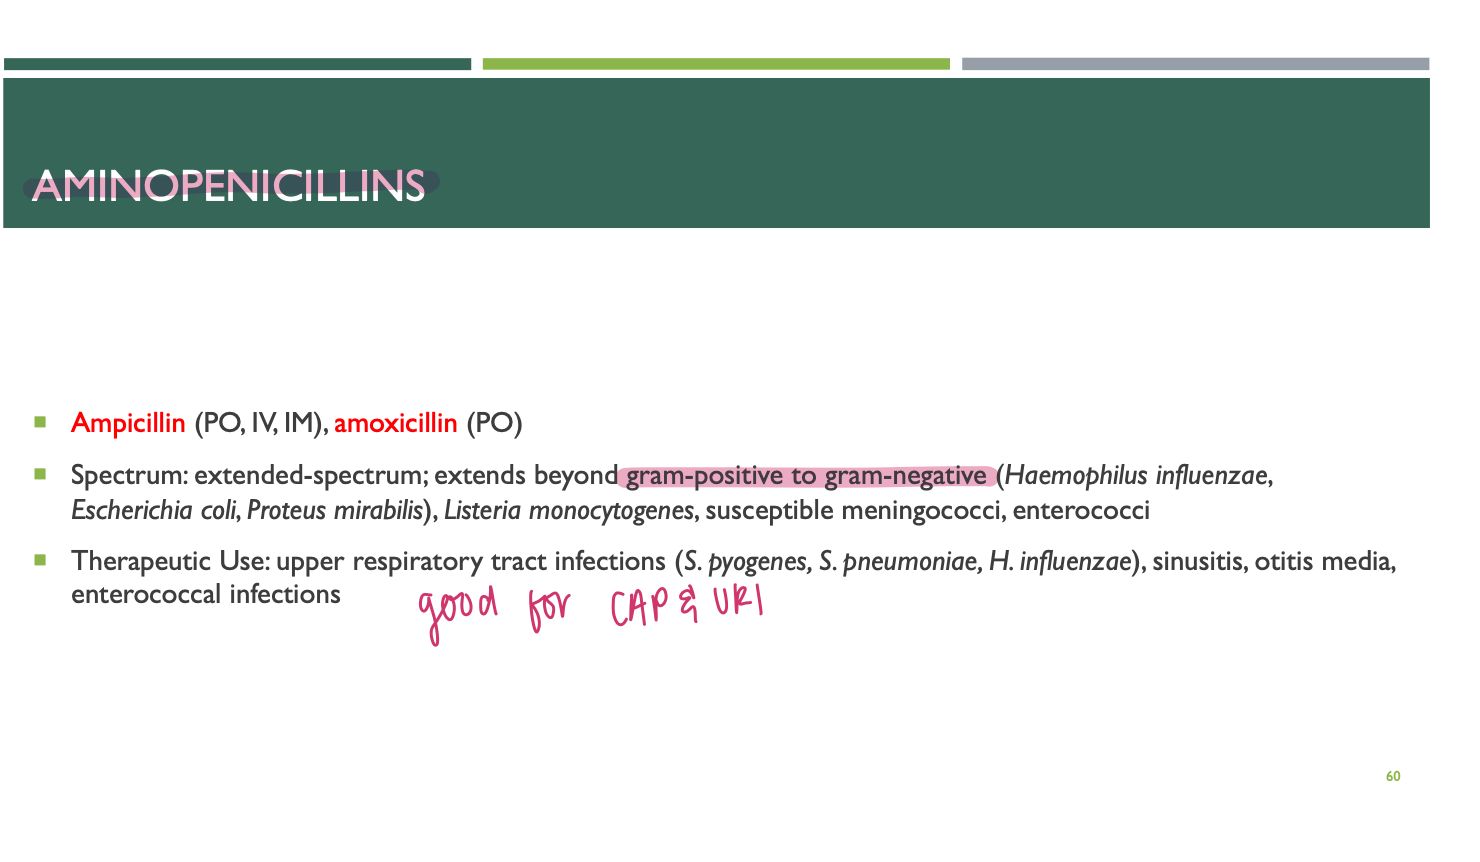 AMINOPENICILLINS
Ampicillin (PO, IV, IM), amoxicillin (PO)
Spectrum: extended-spectrum; extends beyond gram-positive to gram-negative (Haemophilus influenzae,
Escherichia coli, Proteus mirabilis), Listeria monocytogenes, susceptible meningococci, enterococci
Therapeutic Use: upper respiratory tract infections (S. pyogenes, S. pneumoniae, H. influenzae), sinusitis, otitis media,
enterococcal infections
good for CAP & URI
60